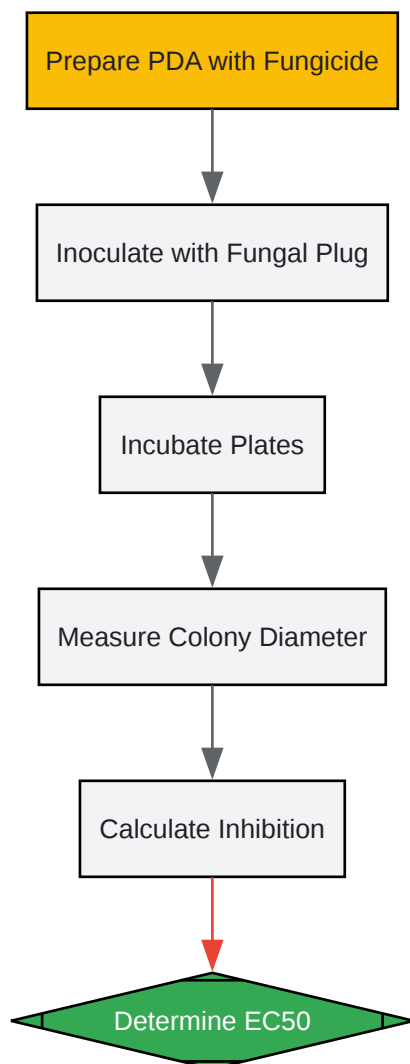 Prepare PDA with Fungicide
Inoculate with Fungal Plug
Incubate Plates
Measure Colony Diameter
Calculate Inhibition
Determine EC50